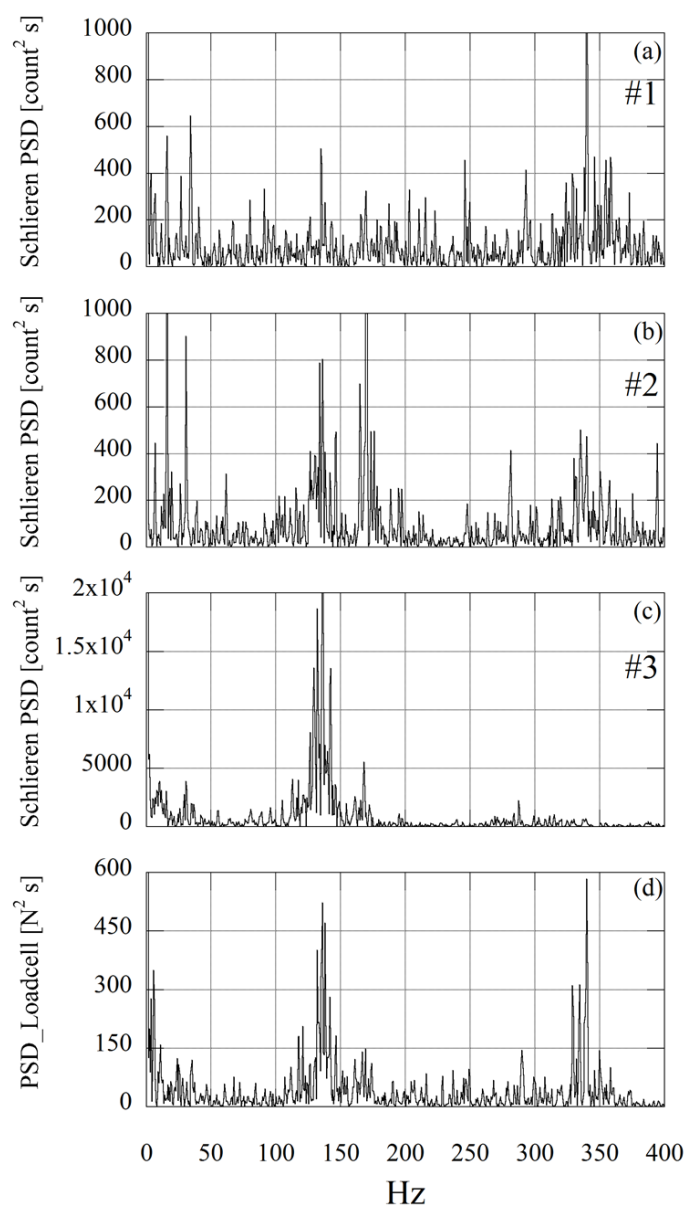 1000
(a)
800
#1
600
400
200
0
Schlieren PSD [count² s]
1000
(b)
800
#2
600
400
200
0
Schlieren PSD [count² s]
2x10⁴
(c)
1.5x10⁴
#3
1x10⁴
5000
0
Schlieren PSD [count² s]
600
(d)
450
300
150
0
PSD_Loadcell [N² s]
0 50 100 150 200 250 300 350 400
Hz